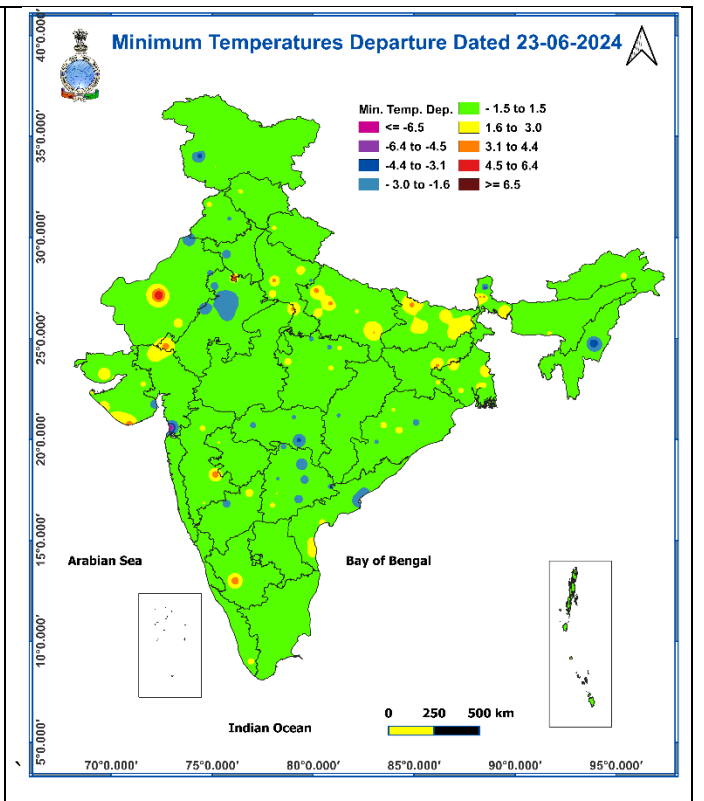 Minimum Temperatures Departure Dated 23-06-2024
Min. Temp. Dep.
<= -6.5
-6.4 to -4.5
-4.4 to -3.1
- 3.0 to -1.6
- 1.5 to 1.5
1.6 to 3.0
3.1 to 4.4
4.5 to 6.4
>= 6.5
40°0.000'
35°0.000'
30°0.000'
25°0.000'
20°0.000'
15°0.000'
10°0.000'
5°0.000'
Arabian Sea
Bay of Bengal
Indian Ocean
0 250 500 km
70°0.000' 75°0.000' 80°0.000' 85°0.000' 90°0.000' 95°0.000'